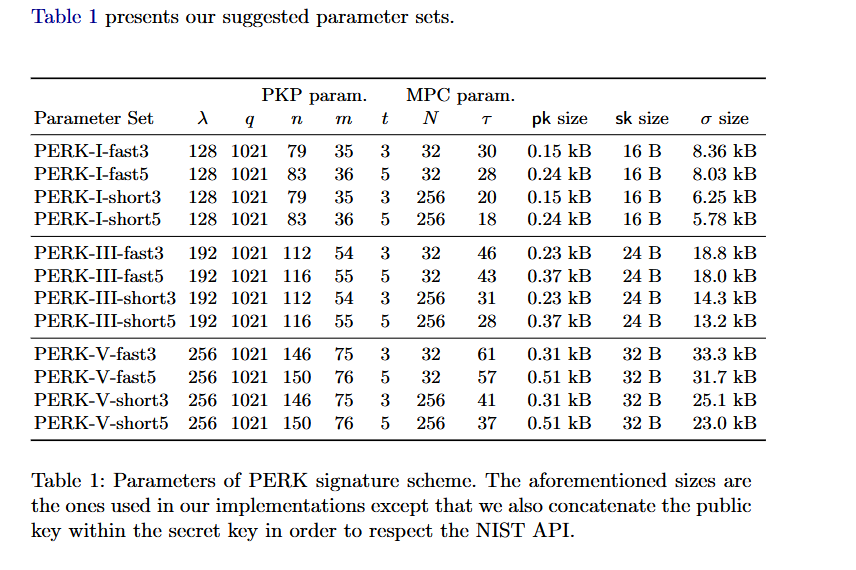 Table 1 presents our suggested parameter sets.
PKP param. MPC param.
Parameter Set λ q n m t N τ pk size sk size σ size
PERK-I-fast3 128 1021 79 35 3 32 30 0.15 kB 16 B 8.36 kB
PERK-I-fast5 128 1021 83 36 5 32 28 0.24 kB 16 B 8.03 kB
PERK-I-short3 128 1021 79 35 3 256 20 0.15 kB 16 B 6.25 kB
PERK-I-short5 128 1021 83 36 5 256 18 0.24 kB 16 B 5.78 kB
PERK-III-fast3 192 1021 112 54 3 32 46 0.23 kB 24 B 18.8 kB
PERK-III-fast5 192 1021 116 55 5 32 43 0.37 kB 24 B 18.0 kB
PERK-III-short3 192 1021 112 54 3 256 31 0.23 kB 24 B 14.3 kB
PERK-III-short5 192 1021 116 55 5 256 28 0.37 kB 24 B 13.2 kB
PERK-V-fast3 256 1021 146 75 3 32 61 0.31 kB 32 B 33.3 kB
PERK-V-fast5 256 1021 150 76 5 32 57 0.51 kB 32 B 31.7 kB
PERK-V-short3 256 1021 146 75 3 256 41 0.31 kB 32 B 25.1 kB
PERK-V-short5 256 1021 150 76 5 256 37 0.51 kB 32 B 23.0 kB
Table 1: Parameters of PERK signature scheme. The aforementioned sizes are
the ones used in our implementations except that we also concatenate the public
key within the secret key in order to respect the NIST API.